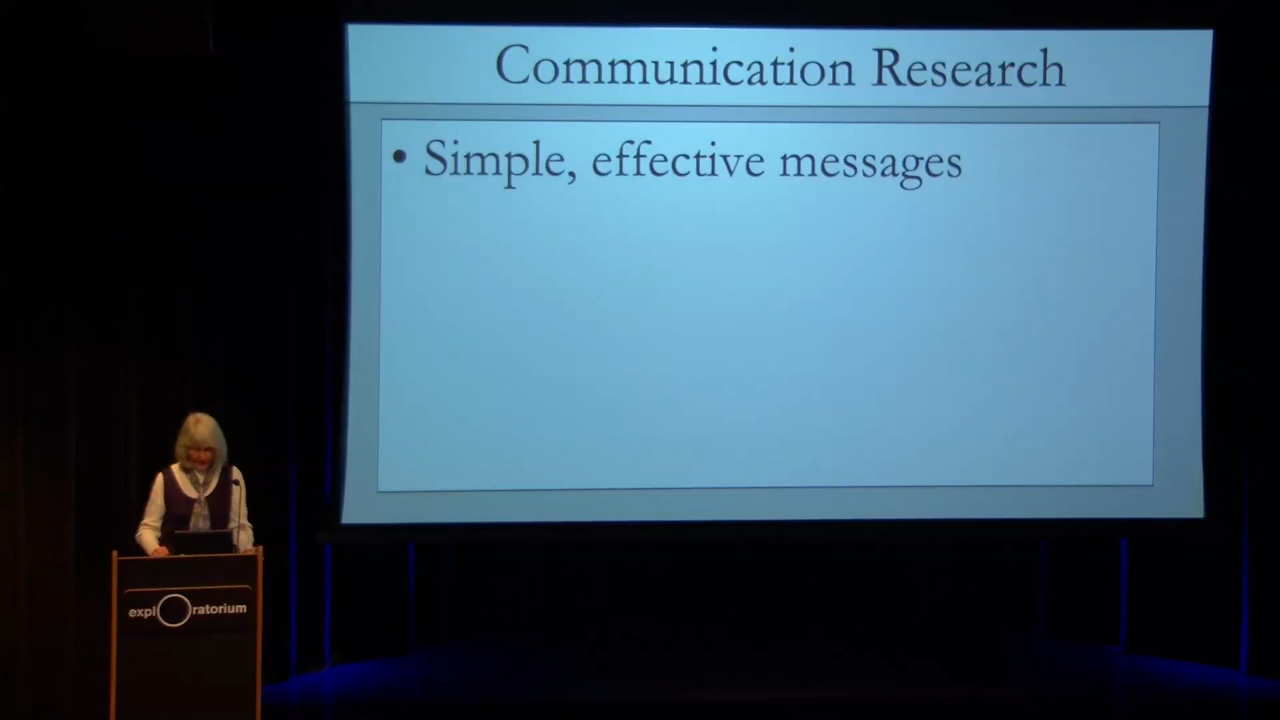 Communication Research
• Simple, effective messages
exploratorium